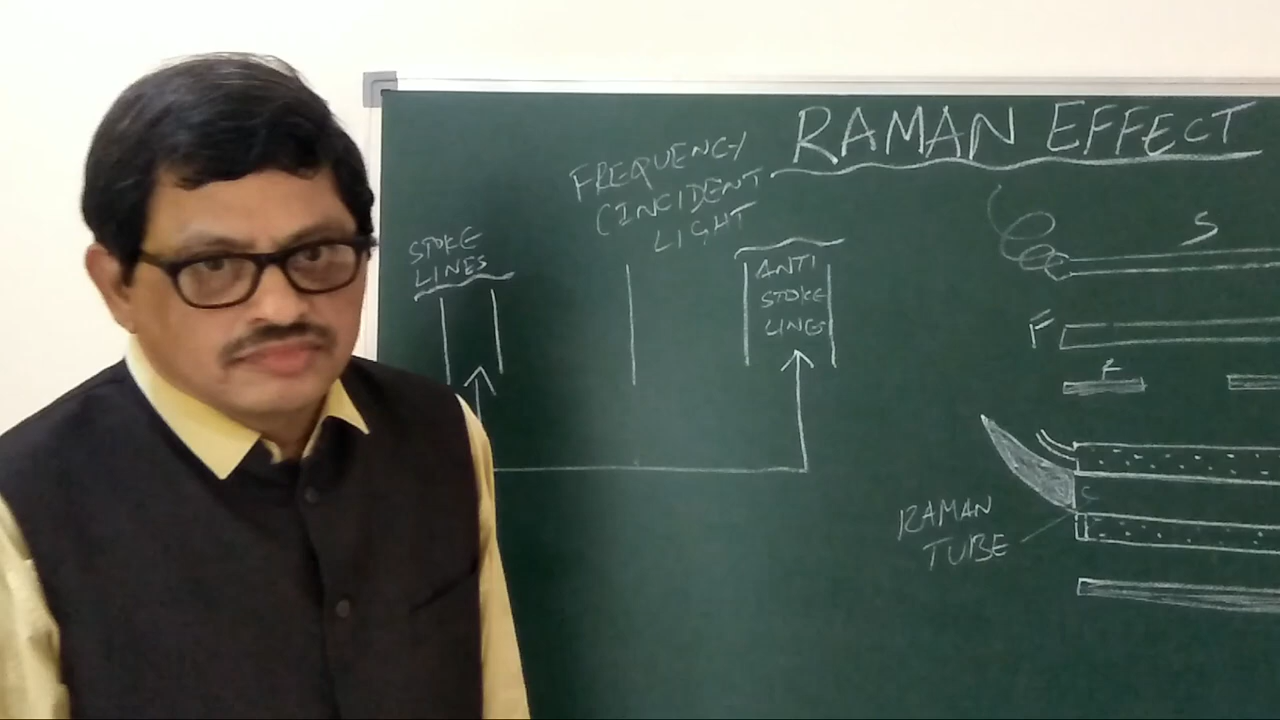 RAMAN EFFECT
FREQUENCY
(INCIDENT
LIGHT
STOKE
LINES
ANTI
STOKE
LINES
S
F
F
C
RAMAN
TUBE